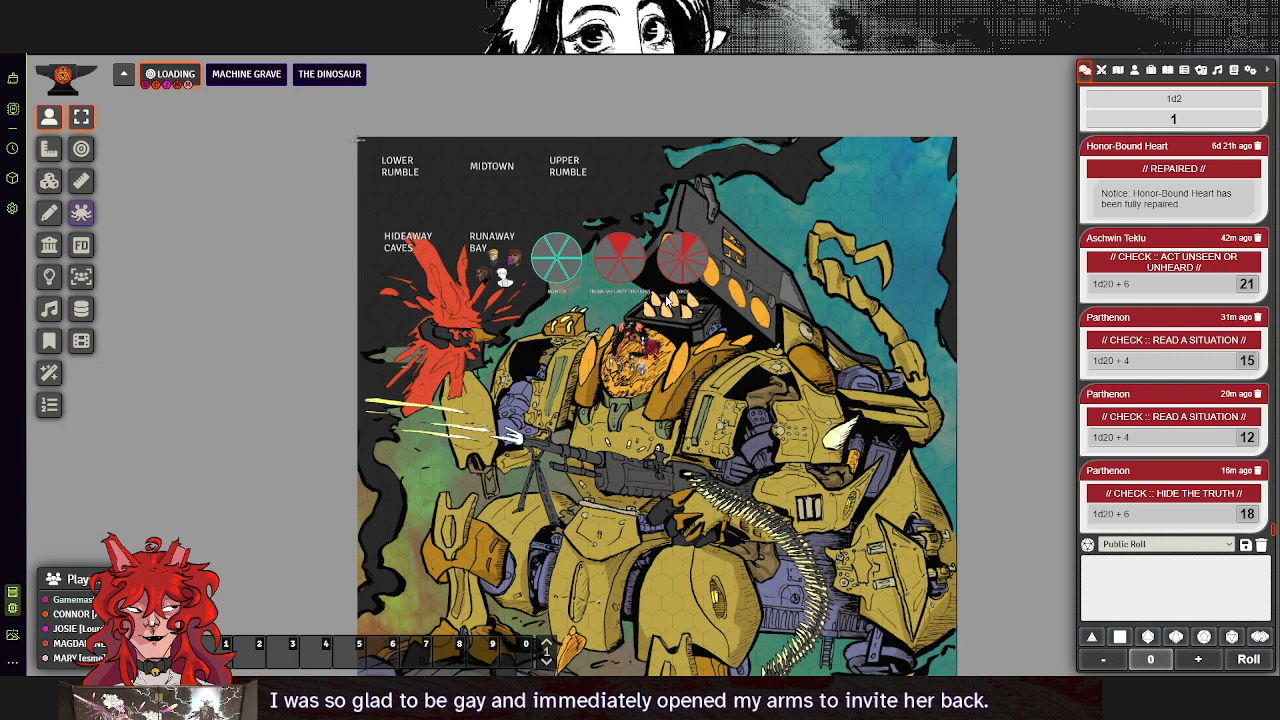 LOADING
MACHINE GRAVE
THE DINOSAUR
LOWER
RUMBLE
MIDTOWN
UPPER
RUMBLE
HIDEAWAY
CAVES
RUNAWAY
BAY
FD
1d2
1
Honor-Bound Heart 6d 21h ago
// REPAIRED //
Notice: Honor-Bound Heart has
been fully repaired.
Aschwin Teklu 42m ago
// CHECK :: ACT UNSEEN OR
UNHEARD //
1d20 + 6 21
Parthenon 31m ago
// CHECK :: READ A SITUATION //
1d20 + 4 15
Parthenon 20m ago
// CHECK :: READ A SITUATION //
1d20 + 4 12
Parthenon 16m ago
// CHECK :: HIDE THE TRUTH //
1d20 + 6 18
Public Roll
- 0 + Roll
Play
Gamemas
CONNOR
JOSIE [Lou
MAGDA
MARY [esme
1 2 3 4 5 6 7 8 9 0 1
I was so glad to be gay and immediately opened my arms to invite her back.